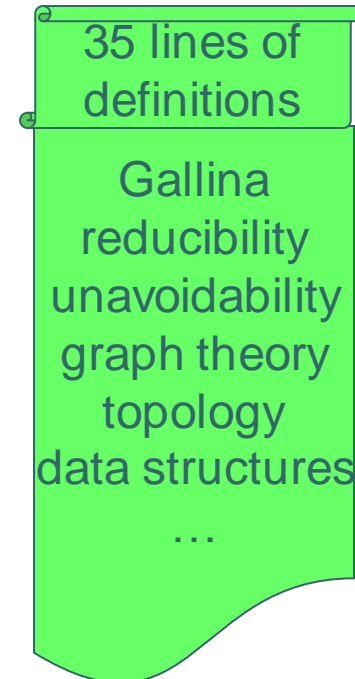 35 lines of
definitions
Gallina
reducibility
unavoidability
graph theory
topology
data structures
…